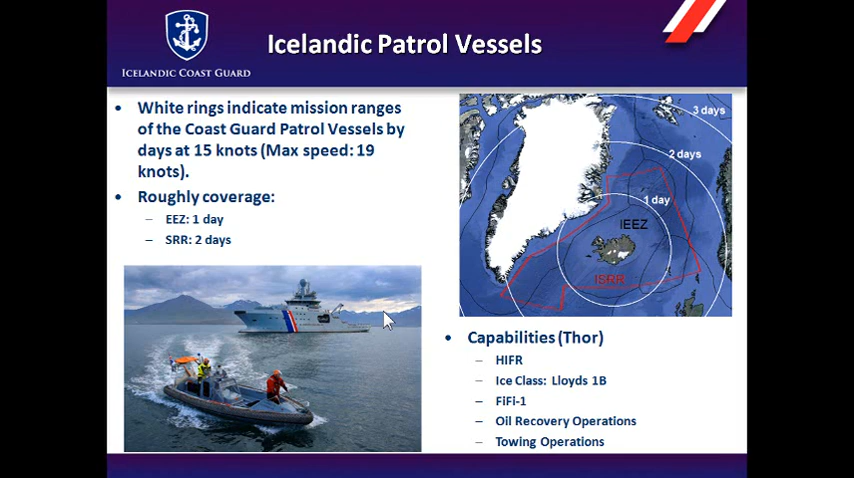 Icelandic Patrol Vessels
ICELANDIC COAST GUARD
• White rings indicate mission ranges
of the Coast Guard Patrol Vessels by
days at 15 knots (Max speed: 19
knots).
• Roughly coverage:
– EEZ: 1 day
– SRR: 2 days
3 days
2 days
1 day
IEEZ
ISRR
• Capabilities (Thor)
– HIFR
– Ice Class: Lloyds 1B
– FiFi-1
– Oil Recovery Operations
– Towing Operations